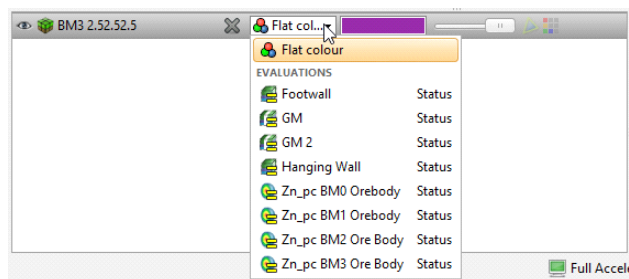 BM3 2.52.52.5 Flat col...
Flat colour
EVALUATIONS
Footwall Status
GM Status
GM 2 Status
Hanging Wall Status
Zn_pc BM0 Orebody Status
Zn_pc BM1 Orebody Status
Zn_pc BM2 Ore Body Status
Zn_pc BM3 Ore Body Status
Full Accele